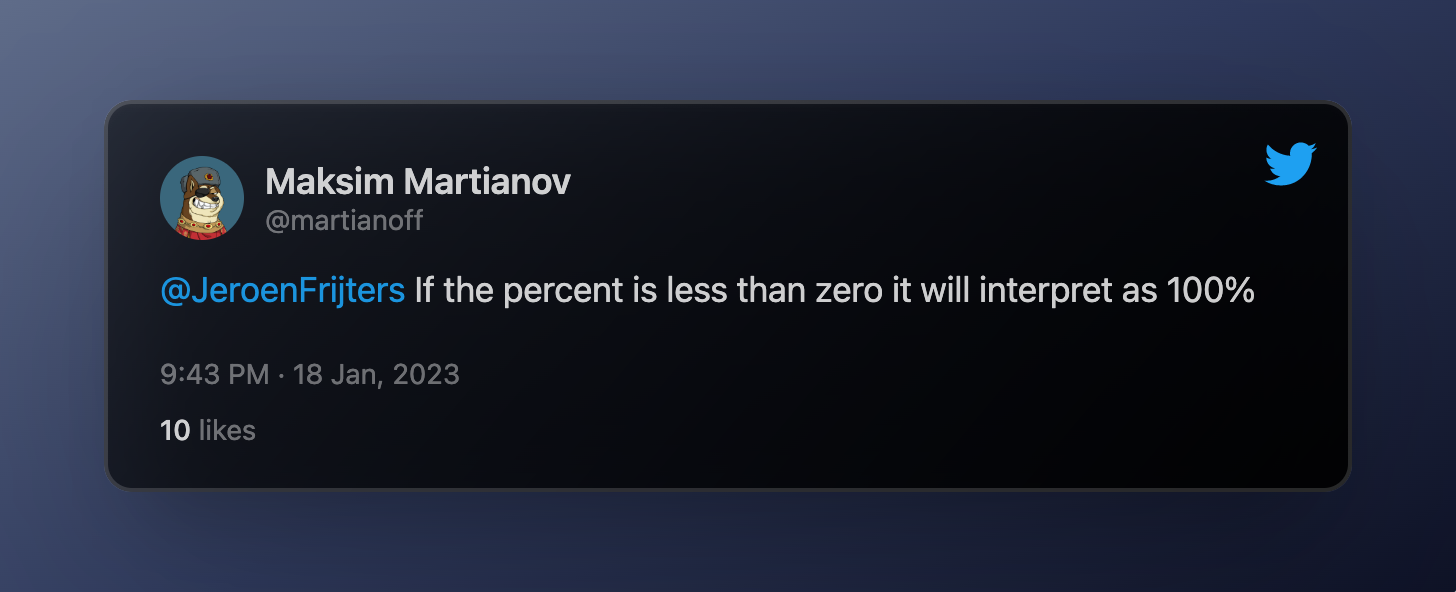 Maksim Martianov
@martianoff
@JeroenFrijters If the percent is less than zero it will interpret as 100%
9:43 PM · 18 Jan, 2023
10 likes